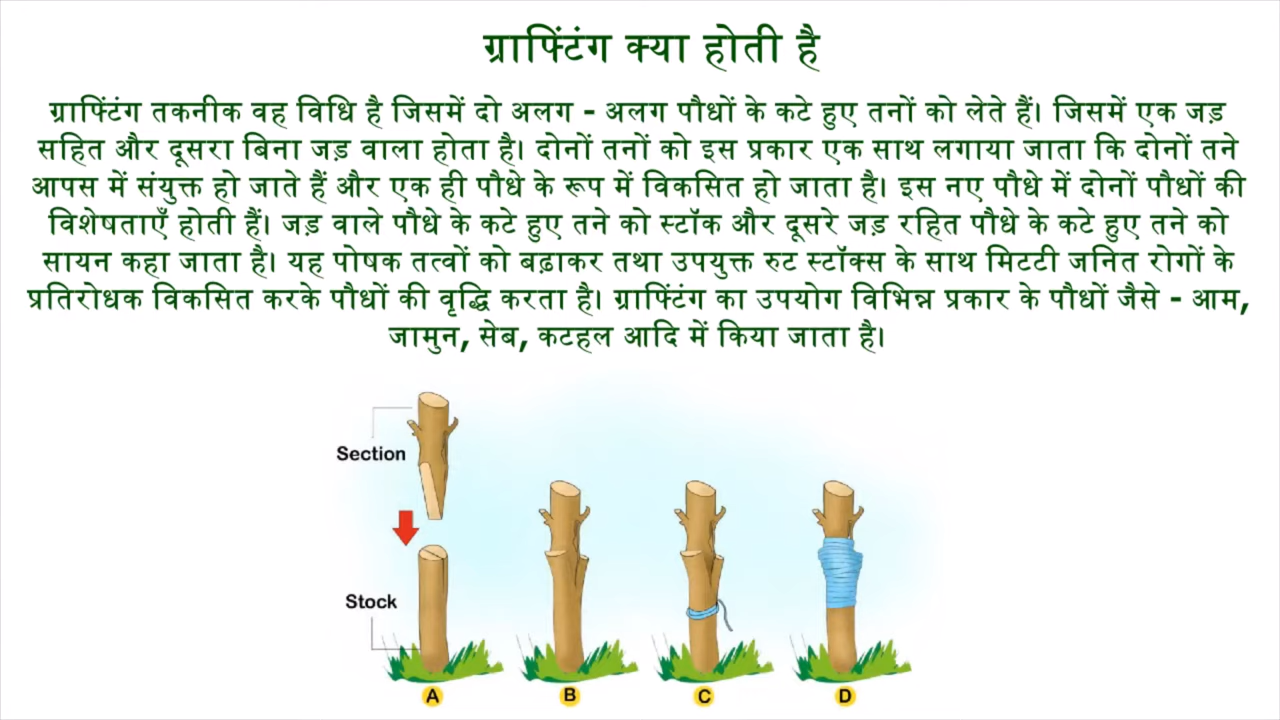 ग्राफ्टिंग क्या होती है
ग्राफ्टिंग तकनीक वह विधि है जिसमें दो अलग - अलग पौधों के कटे हुए तनों को लेते हैं। जिसमें एक जड़
सहित और दूसरा बिना जड़ वाला होता है। दोनों तनों को इस प्रकार एक साथ लगाया जाता कि दोनों तने
आपस में संयुक्त हो जाते हैं और एक ही पौधे के रूप में विकसित हो जाता है। इस नए पौधे में दोनों पौधों की
विशेषताएँ होती हैं। जड़ वाले पौधे के कटे हुए तने को स्टॉक और दूसरे जड़ रहित पौधे के कटे हुए तने को
सायन कहा जाता है। यह पोषक तत्वों को बढ़ाकर तथा उपयुक्त रुट स्टॉक्स के साथ मिटटी जनित रोगों के
प्रतिरोधक विकसित करके पौधों की वृद्धि करता है। ग्राफ्टिंग का उपयोग विभिन्न प्रकार के पौधों जैसे - आम,
जामुन, सेब, कटहल आदि में किया जाता है।
Section
Stock
A B C D